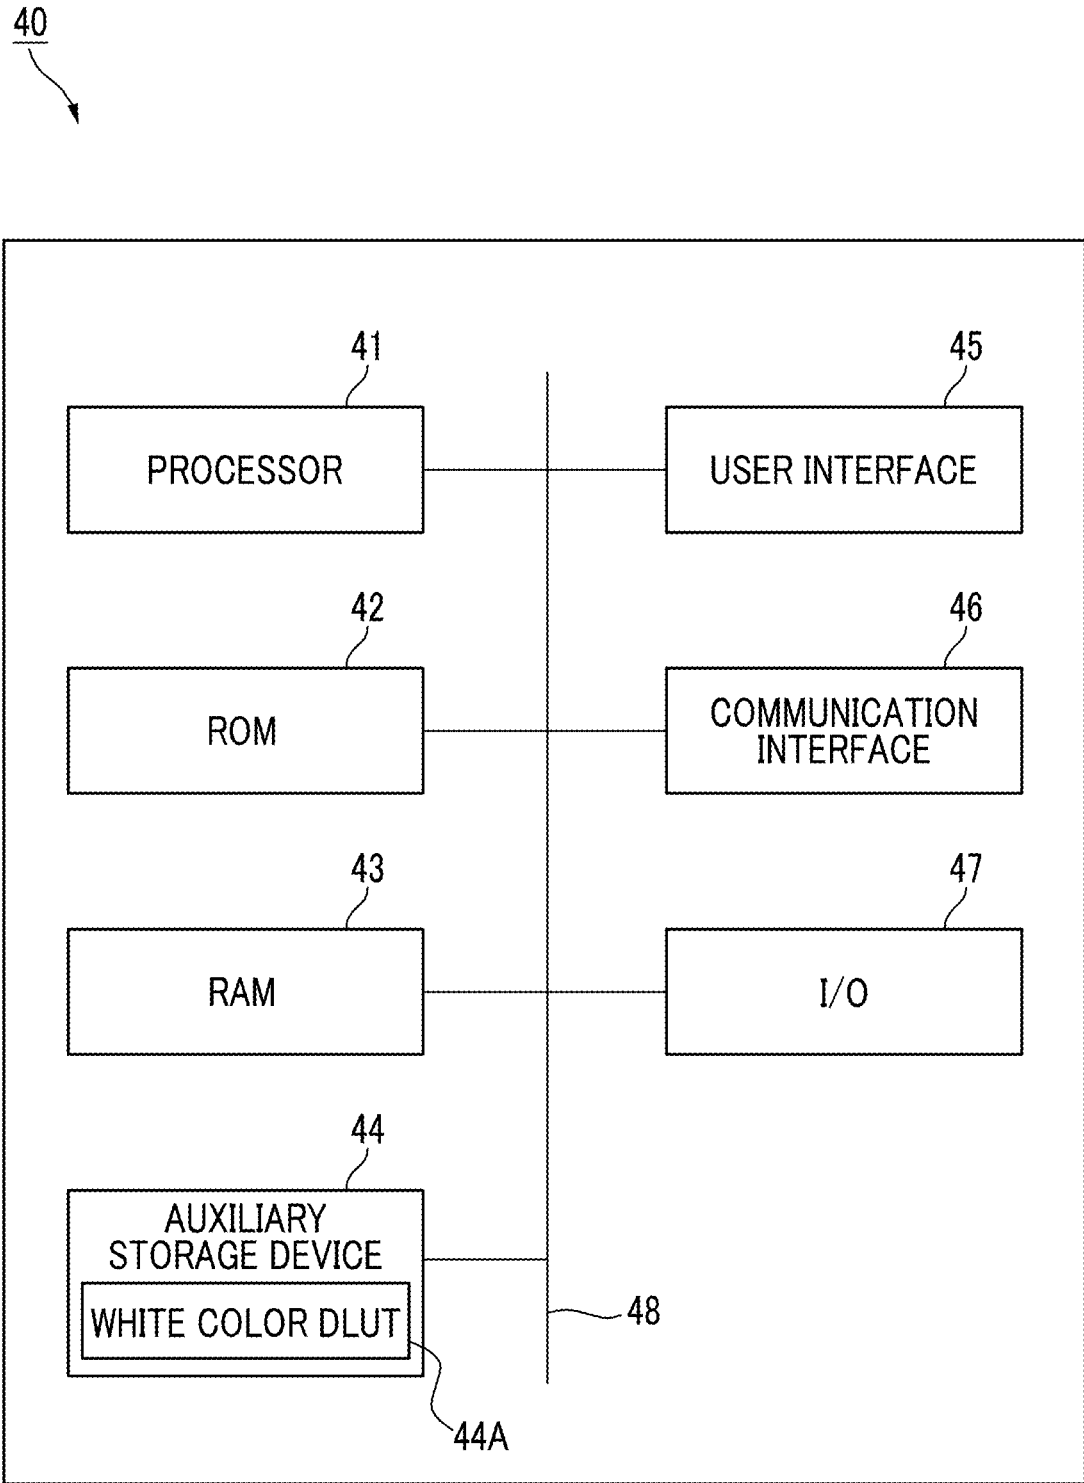 40
41
PROCESSOR
45
USER INTERFACE
42
ROM
46
COMMUNICATION
INTERFACE
43
RAM
47
I/O
44
AUXILIARY
STORAGE DEVICE
WHITE COLOR DLUT
44A
48